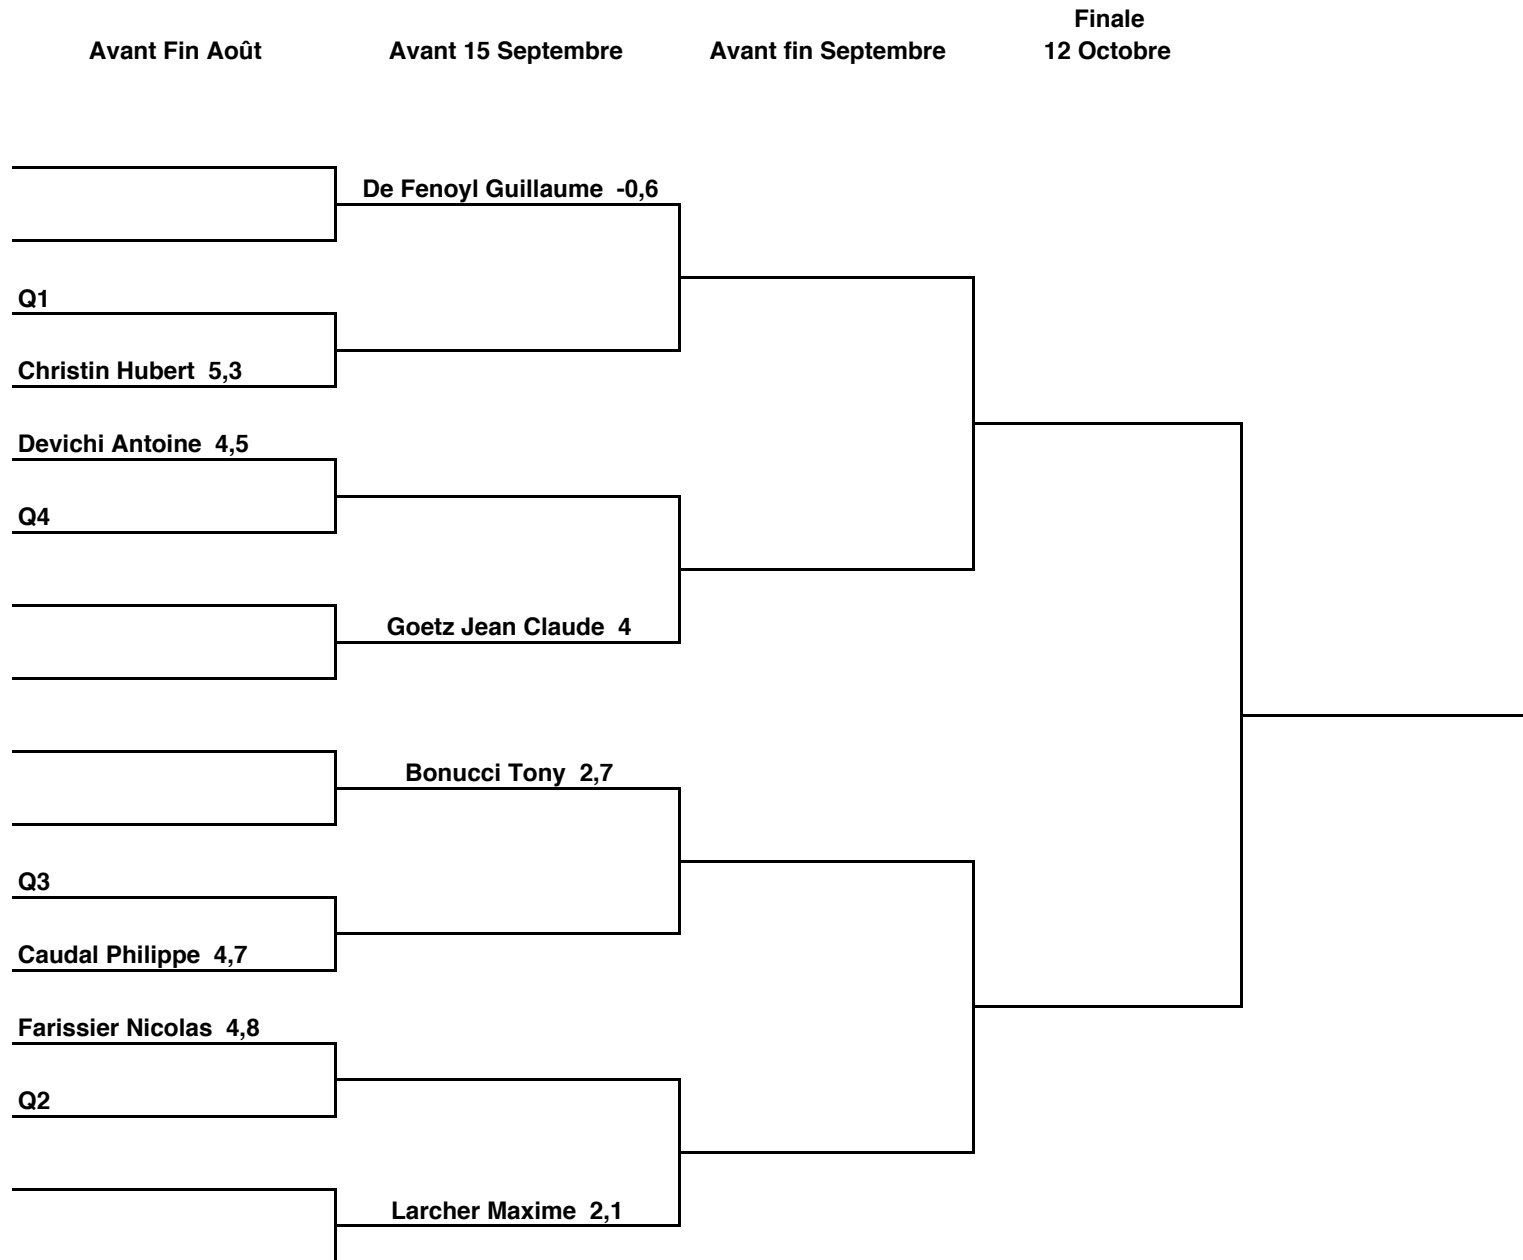 Finale
Avant Fin Août Avant 15 Septembre Avant fin Septembre 12 Octobre
De Fenoyl Guillaume -0,6
Q1
Christin Hubert 5,3
Devichi Antoine 4,5
Q4
Goetz Jean Claude 4
Bonucci Tony 2,7
Q3
Caudal Philippe 4,7
Farissier Nicolas 4,8
Q2
Larcher Maxime 2,1